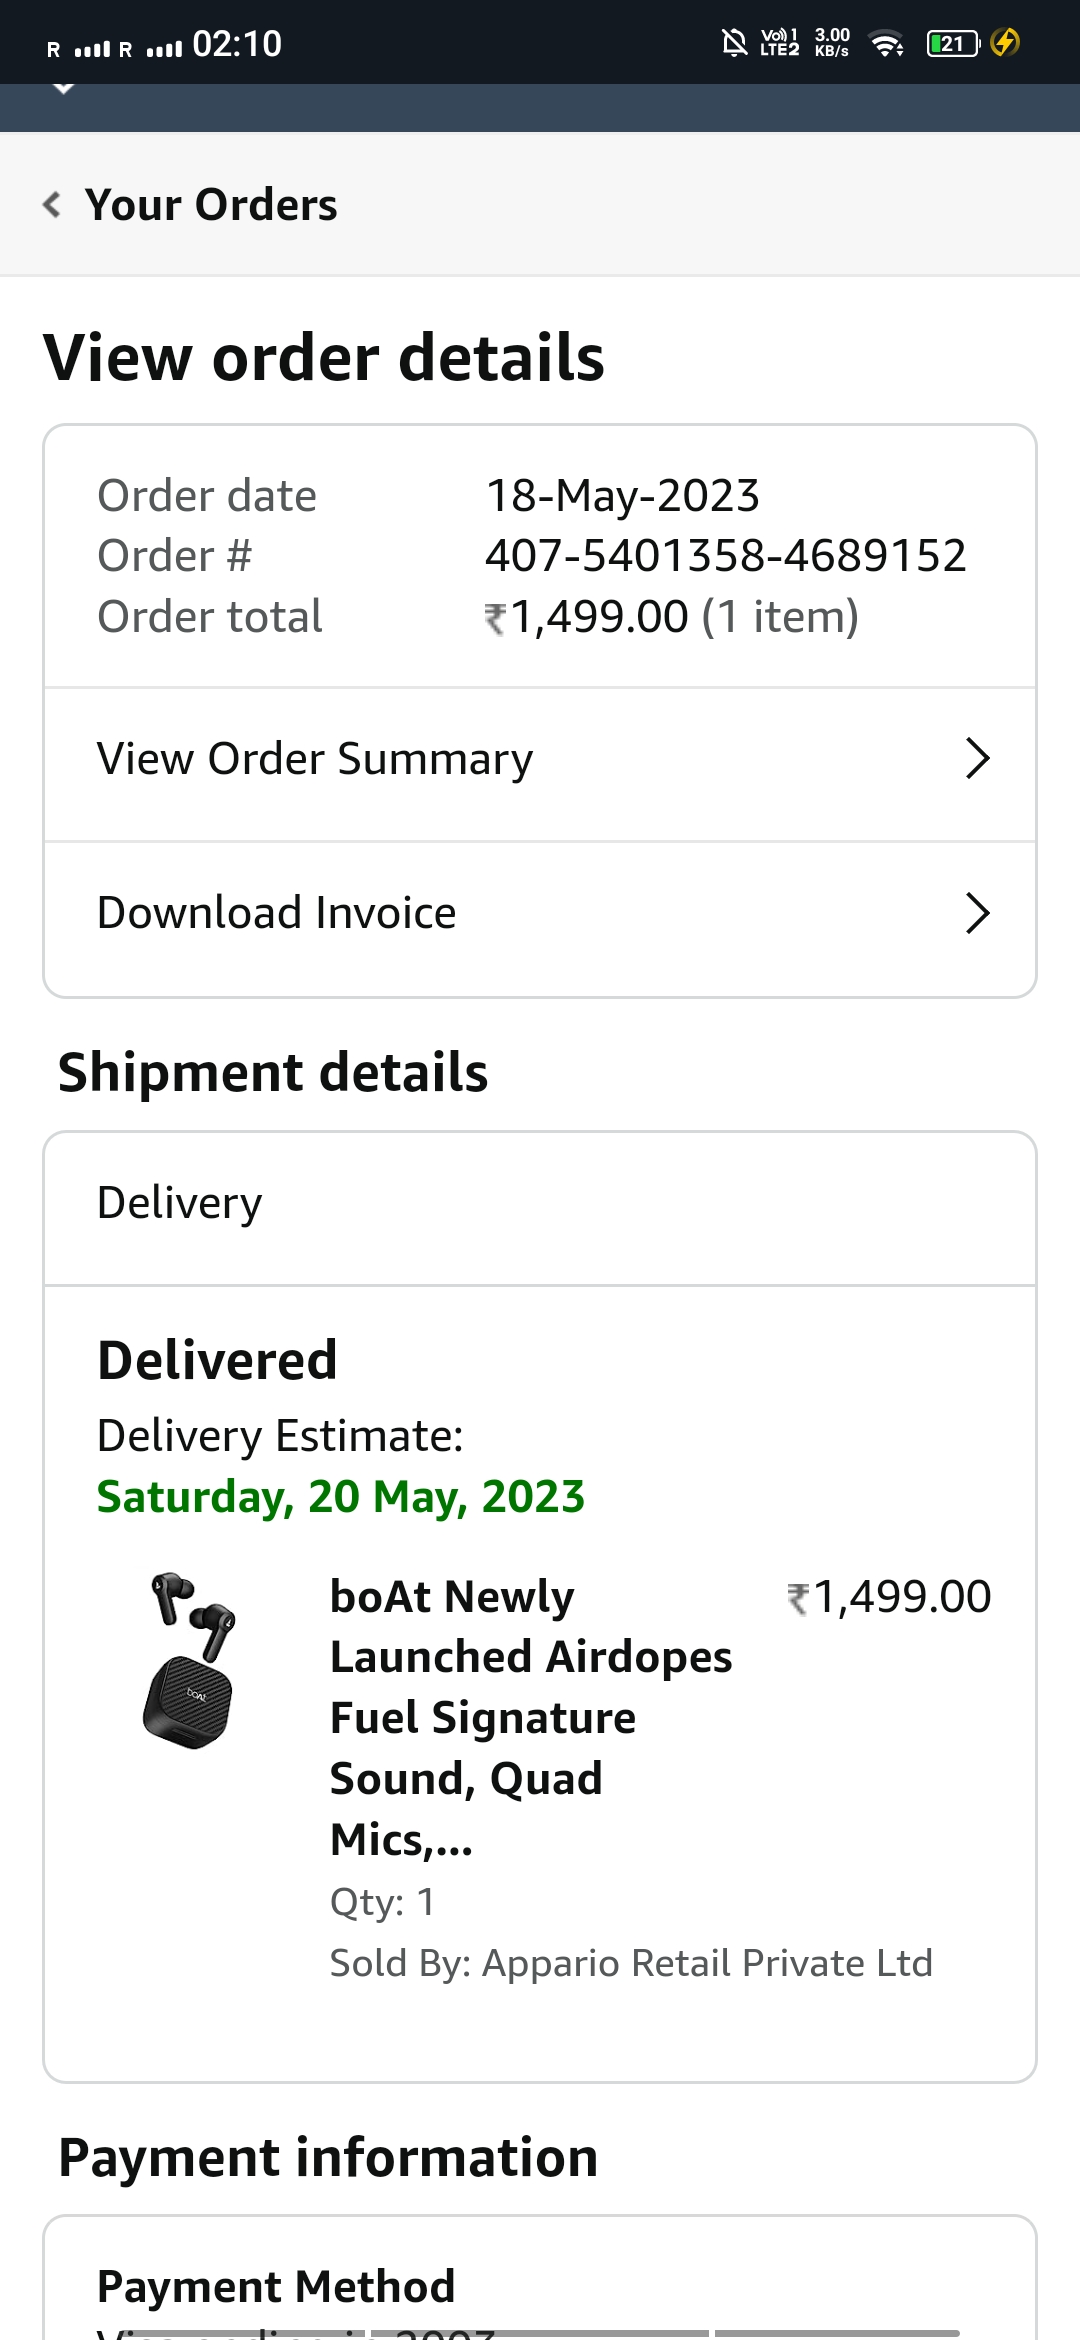 R R 02:10 Vo)) 1 LTE2 3.00 KB/s 21
Your Orders
View order details
Order date 18-May-2023
Order # 407-5401358-4689152
Order total ₹1,499.00 (1 item)
View Order Summary
Download Invoice
Shipment details
Delivery
Delivered
Delivery Estimate:
Saturday, 20 May, 2023
boAt Newly ₹1,499.00
Launched Airdopes
Fuel Signature
Sound, Quad
Mics,...
Qty: 1
Sold By: Appario Retail Private Ltd
boAt
Payment information
Payment Method